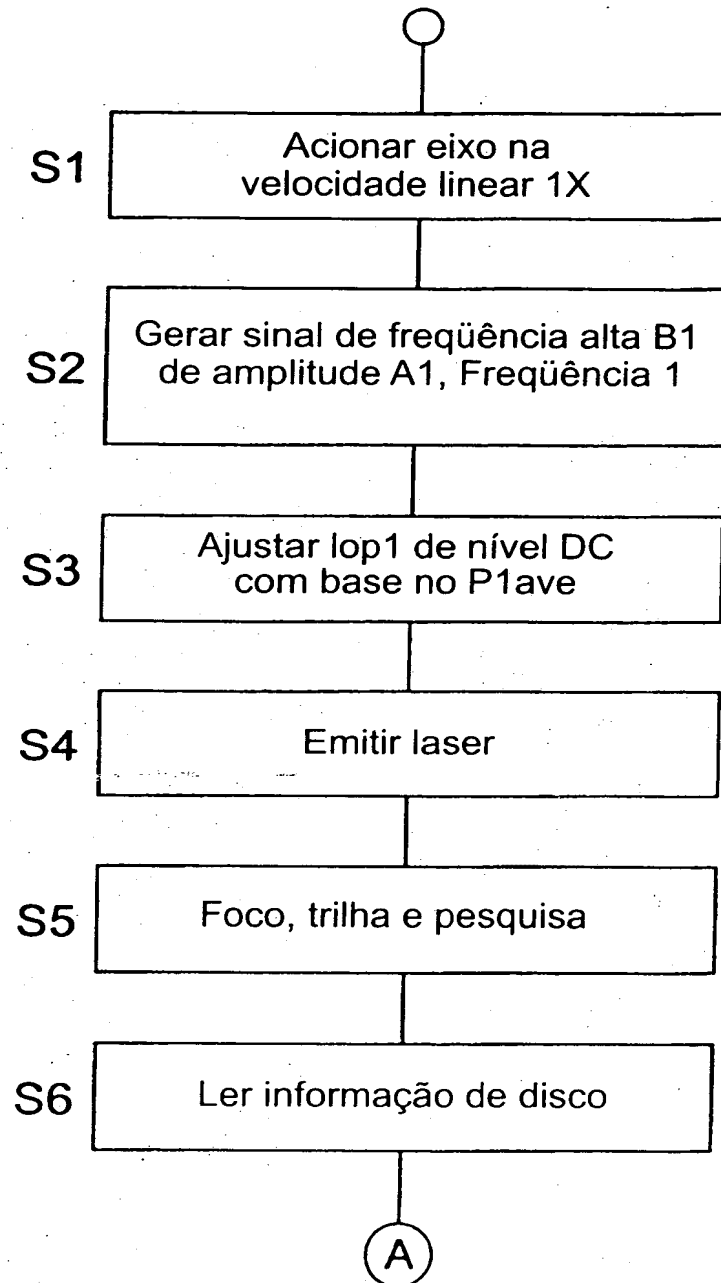 S1
Acionar eixo na
velocidade linear 1X
S2
Gerar sinal de freqüência alta B1
de amplitude A1, Freqüência 1
S3
Ajustar lop1 de nível DC
com base no P1ave
S4
Emitir laser
S5
Foco, trilha e pesquisa
S6
Ler informação de disco
A